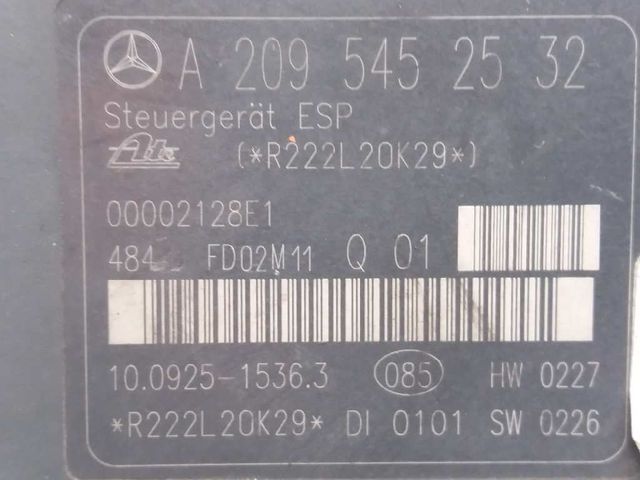 A 209 545 25 32
Steuergerät ESP
Ate (*R222L20K29*)
00002128E1
FD02M11 Q 01
10.0925-1536.3 085 HW 0227
*R222L20K29* DI 0101 SW 0226